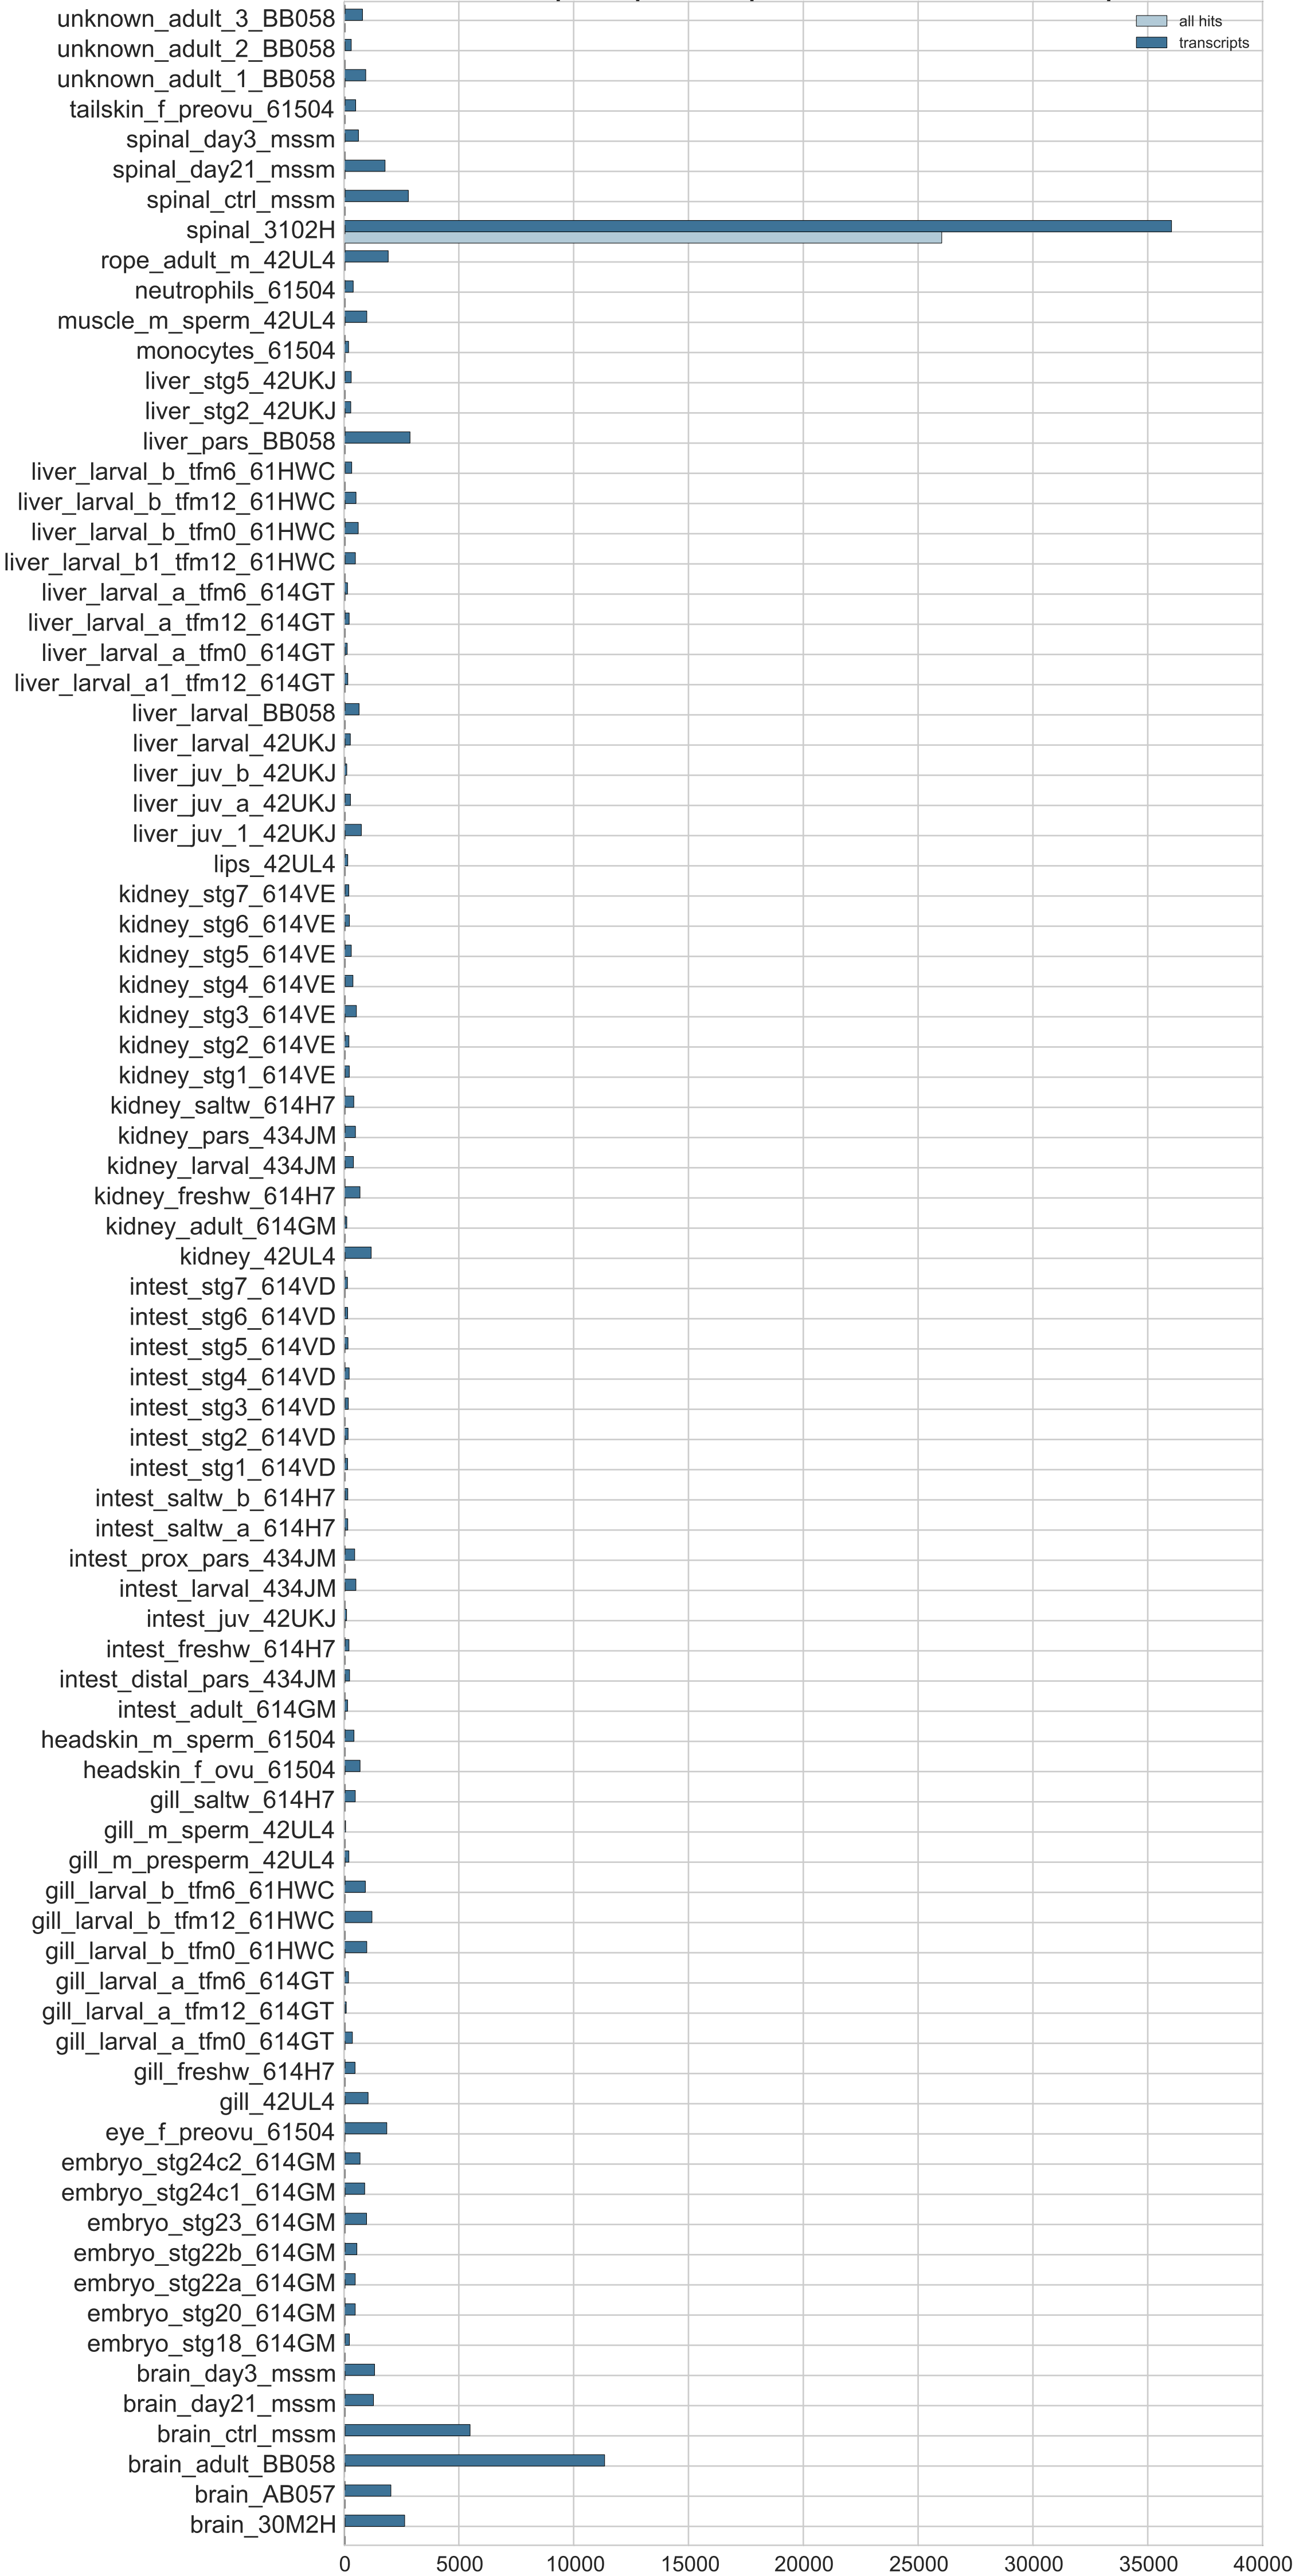 all hits
transcripts
unknown_adult_3_BB058
unknown_adult_2_BB058
unknown_adult_1_BB058
tailskin_f_preovu_61504
spinal_day3_mssm
spinal_day21_mssm
spinal_ctrl_mssm
spinal_3102H
rope_adult_m_42UL4
neutrophils_61504
muscle_m_sperm_42UL4
monocytes_61504
liver_stg5_42UKJ
liver_stg2_42UKJ
liver_pars_BB058
liver_larval_b_tfm6_61HWC
liver_larval_b_tfm12_61HWC
liver_larval_b_tfm0_61HWC
liver_larval_b1_tfm12_61HWC
liver_larval_a_tfm6_614GT
liver_larval_a_tfm12_614GT
liver_larval_a_tfm0_614GT
liver_larval_a1_tfm12_614GT
liver_larval_BB058
liver_larval_42UKJ
liver_juv_b_42UKJ
liver_juv_a_42UKJ
liver_juv_1_42UKJ
lips_42UL4
kidney_stg7_614VE
kidney_stg6_614VE
kidney_stg5_614VE
kidney_stg4_614VE
kidney_stg3_614VE
kidney_stg2_614VE
kidney_stg1_614VE
kidney_saltw_614H7
kidney_pars_434JM
kidney_larval_434JM
kidney_freshw_614H7
kidney_adult_614GM
kidney_42UL4
intest_stg7_614VD
intest_stg6_614VD
intest_stg5_614VD
intest_stg4_614VD
intest_stg3_614VD
intest_stg2_614VD
intest_stg1_614VD
intest_saltw_b_614H7
intest_saltw_a_614H7
intest_prox_pars_434JM
intest_larval_434JM
intest_juv_42UKJ
intest_freshw_614H7
intest_distal_pars_434JM
intest_adult_614GM
headskin_m_sperm_61504
headskin_f_ovu_61504
gill_saltw_614H7
gill_m_sperm_42UL4
gill_m_presperm_42UL4
gill_larval_b_tfm6_61HWC
gill_larval_b_tfm12_61HWC
gill_larval_b_tfm0_61HWC
gill_larval_a_tfm6_614GT
gill_larval_a_tfm12_614GT
gill_larval_a_tfm0_614GT
gill_freshw_614H7
gill_42UL4
eye_f_preovu_61504
embryo_stg24c2_614GM
embryo_stg24c1_614GM
embryo_stg23_614GM
embryo_stg22b_614GM
embryo_stg22a_614GM
embryo_stg20_614GM
embryo_stg18_614GM
brain_day3_mssm
brain_day21_mssm
brain_ctrl_mssm
brain_adult_BB058
brain_AB057
brain_30M2H
0 5000 10000 15000 20000 25000 30000 35000 40000